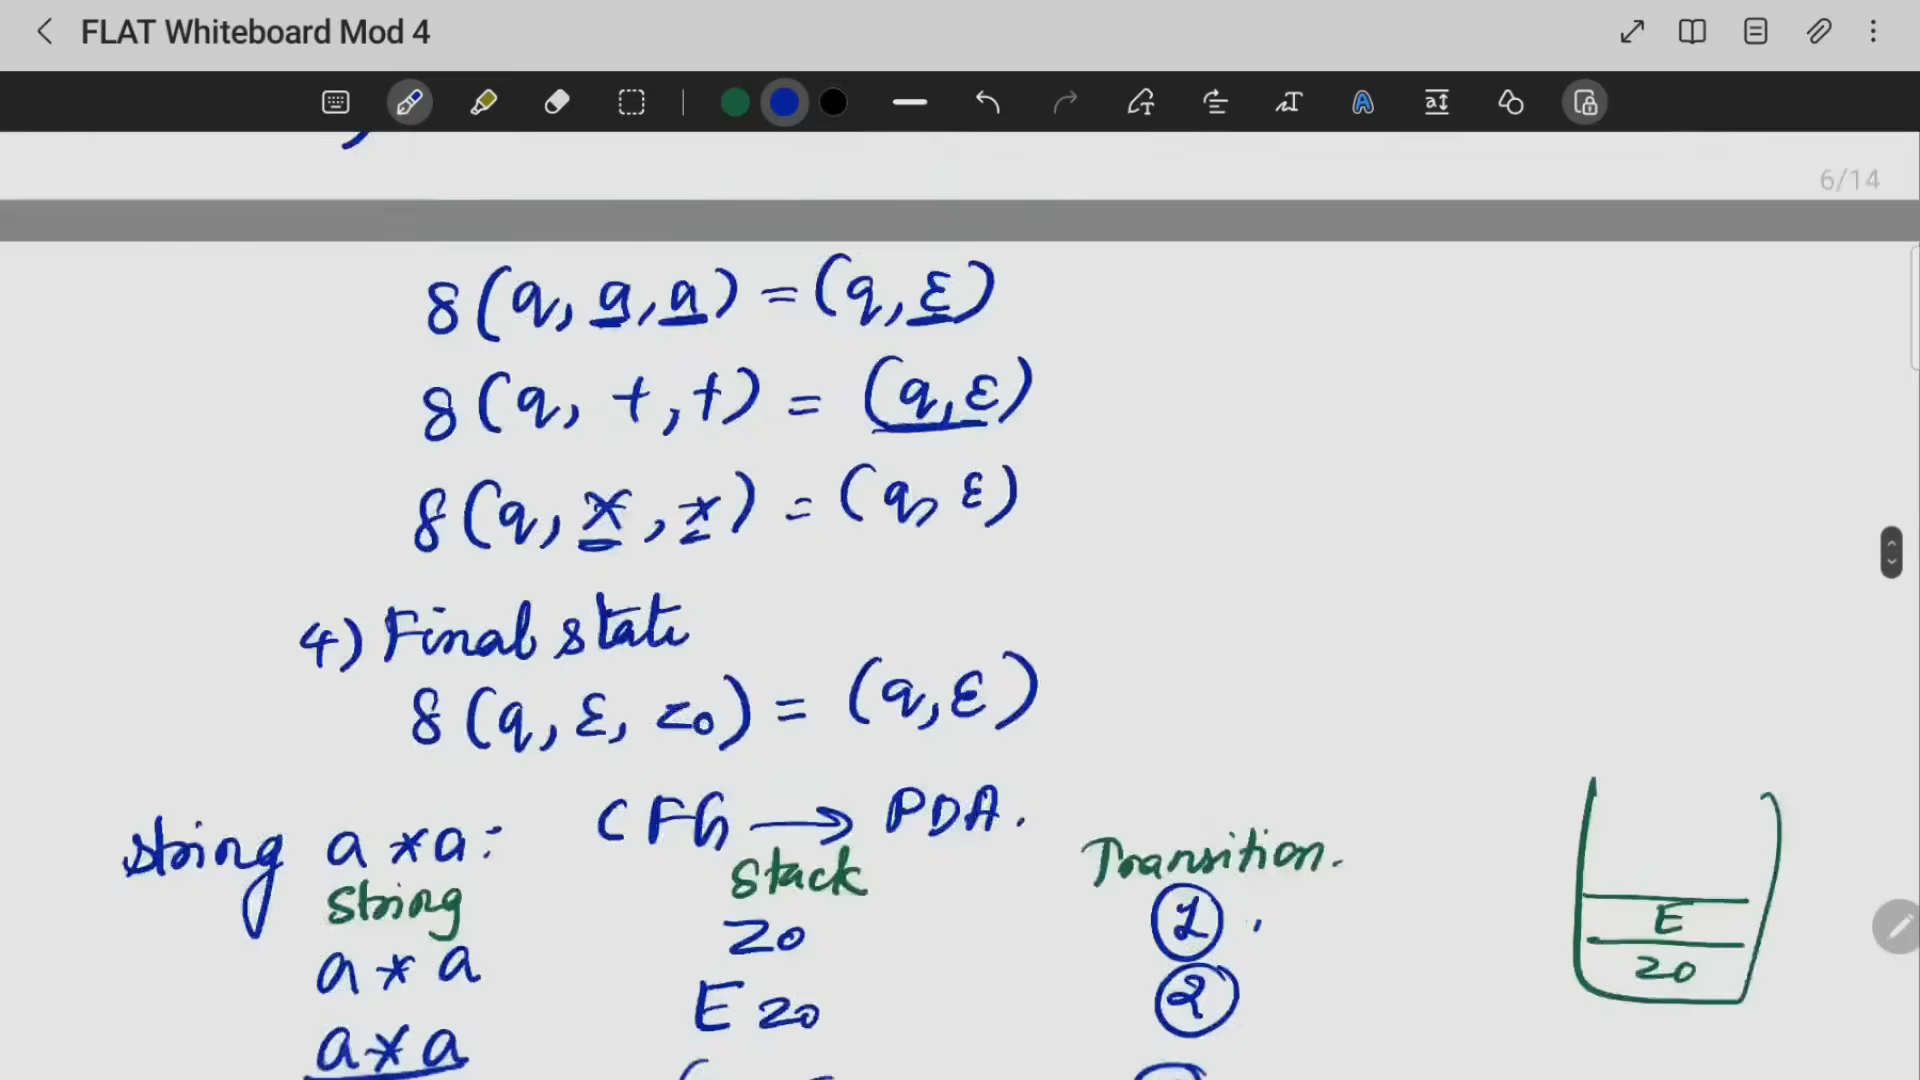 FLAT Whiteboard Mod 4
6/14
δ(q, a, a) = (q, ε)
δ(q, +, +) = (q, ε)
δ(q, *, *) = (q, ε)
4) Final state
δ(q, ε, z0) = (q, ε)
CFG → PDA.
string a * a:
String Stack Transition.
a * a Z0 1
a * a E z0 2
E
Z0